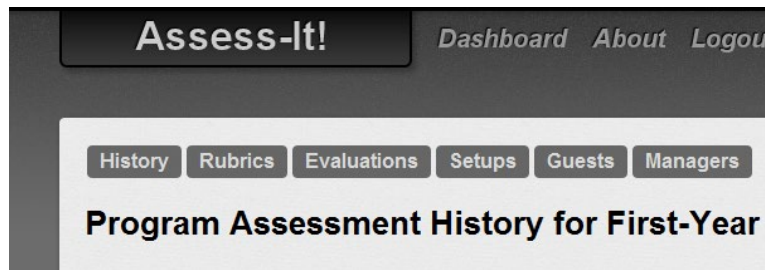 Assess-It! Dashboard About Logou
History Rubrics Evaluations Setups Guests Managers
Program Assessment History for First-Year